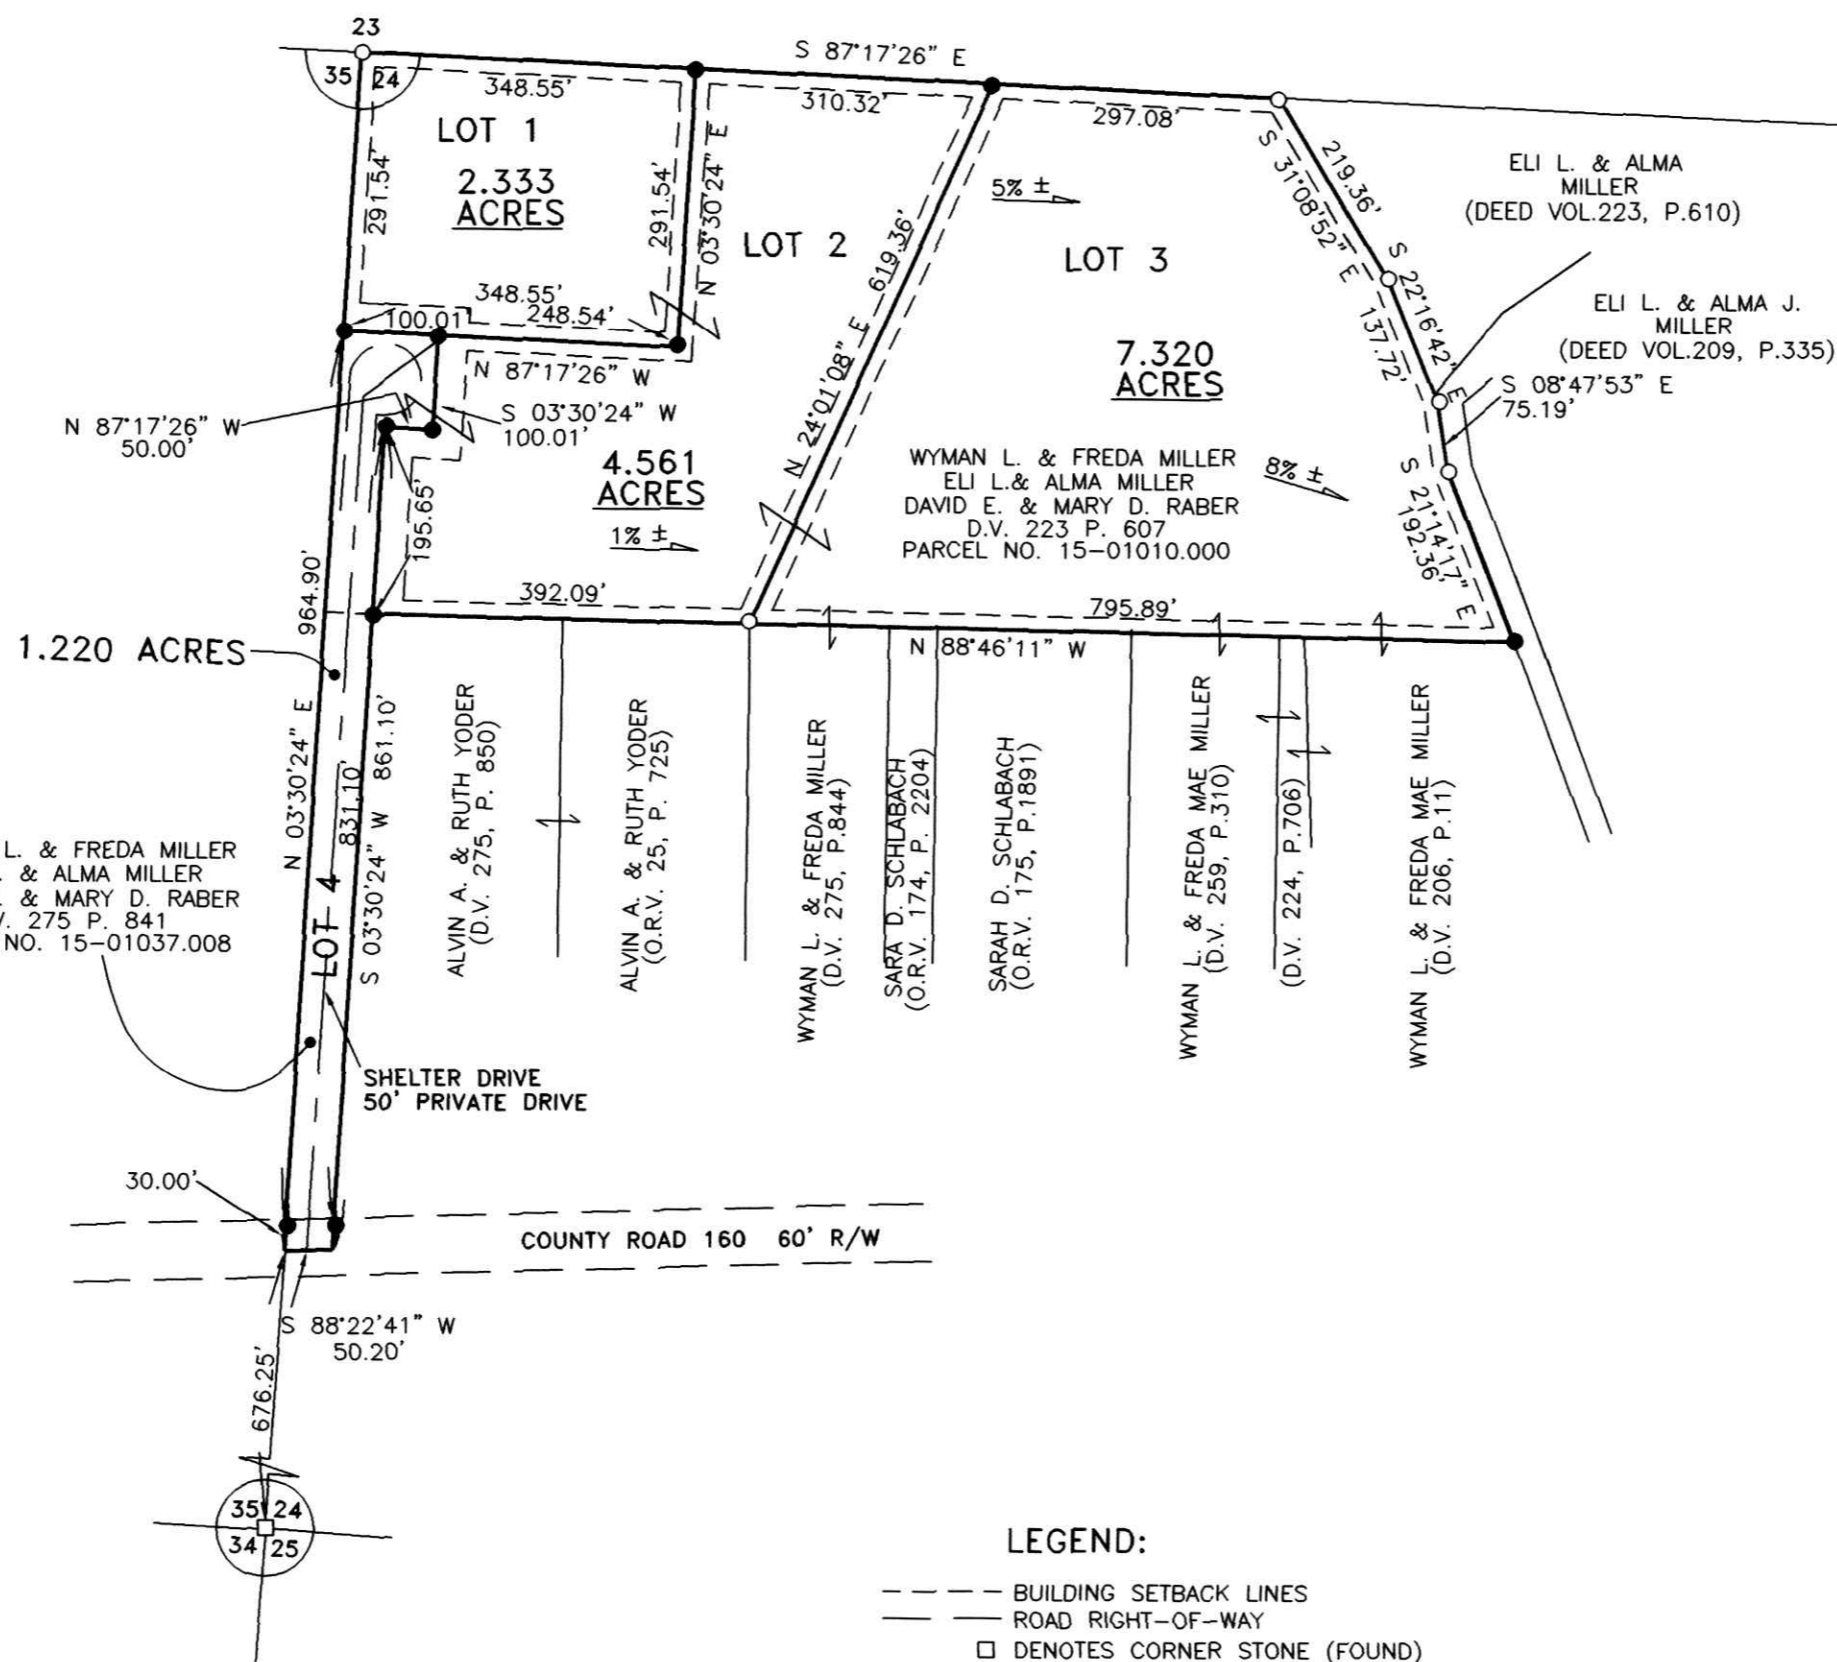 23
35 24
S 87°17'26" E
348.55'
310.32'
297.08'
LOT 1
2.333
ACRES
291.54'
291.54'
N 03°30'24" E
LOT 2
619.36'
N 24°01'08" E
5% ±
LOT 3
219.36'
S 31°08'52" E
ELI L. & ALMA
MILLER
(DEED VOL.223, P.610)
S 22°16'42" E
137.72'
ELI L. & ALMA J.
MILLER
(DEED VOL.209, P.335)
S 08°47'53" E
75.19'
348.55'
100.01'
248.54'
N 87°17'26" W
N 87°17'26" W
50.00'
S 03°30'24" W
100.01'
7.320
ACRES
4.561
ACRES
1% ±
195.65'
WYMAN L. & FREDA MILLER
ELI L.& ALMA MILLER
DAVID E. & MARY D. RABER
D.V. 223 P. 607
PARCEL NO. 15-01010.000
8% ±
S 21°14'17" E
192.36'
392.09'
795.89'
N 88°46'11" W
964.90'
N 03°30'24" E
1.220 ACRES
831.10'
S 03°30'24" W 861.10'
LOT 4
L. & FREDA MILLER
. & ALMA MILLER
. & MARY D. RABER
V. 275 P. 841
NO. 15-01037.008
ALVIN A. & RUTH YODER
(D.V. 275, P. 850)
ALVIN A. & RUTH YODER
(O.R.V. 25, P. 725)
WYMAN L. & FREDA MILLER
(D.V. 275, P.844)
SARA D. SCHLABACH
(O.R.V. 174, P. 2204)
SARAH D. SCHLABACH
(O.R.V. 175, P.1891)
WYMAN L. & FREDA MAE MILLER
(D.V. 259, P.310)
(D.V. 224, P.706)
WYMAN L. & FREDA MAE MILLER
(D.V. 206, P.11)
SHELTER DRIVE
50' PRIVATE DRIVE
30.00'
COUNTY ROAD 160 60' R/W
S 88°22'41" W
50.20'
676.25'
35 24
34 25
LEGEND:
BUILDING SETBACK LINES
ROAD RIGHT-OF-WAY
DENOTES CORNER STONE (FOUND)